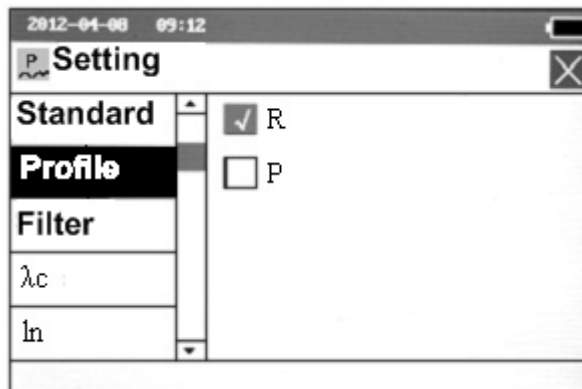 2012-04-08 09:12
P Setting
Standard
R
Profile
P
Filter
λc
ln